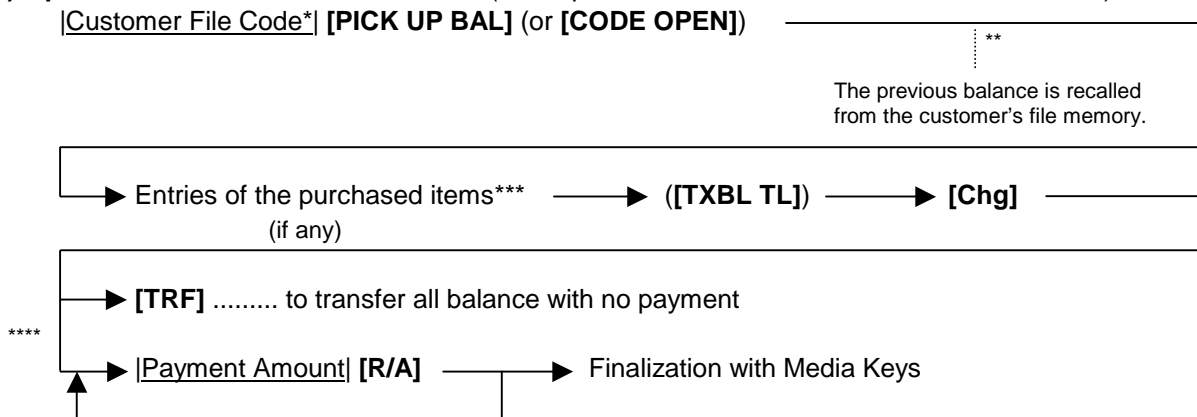 |Customer File Code*| [PICK UP BAL] (or [CODE OPEN])
**
The previous balance is recalled
from the customer's file memory.
Entries of the purchased items*** ([TXBL TL]) [Chg]
(if any)
[TRF] ......... to transfer all balance with no payment
****
|Payment Amount| [R/A] Finalization with Media Keys